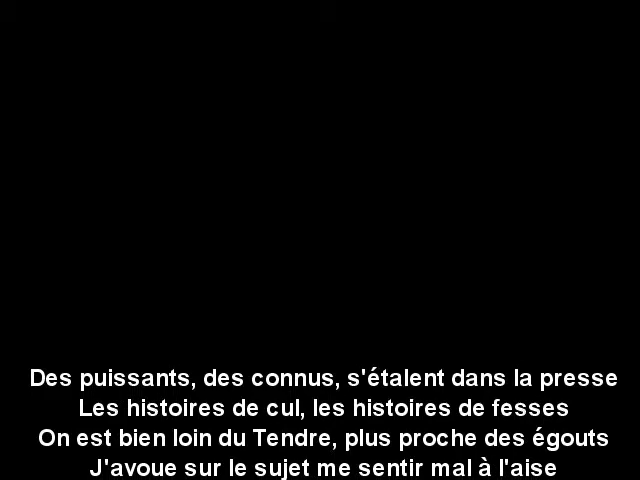 Des puissants, des connus, s'étalent dans la presse
Les histoires de cul, les histoires de fesses
On est bien loin du Tendre, plus proche des égouts
J'avoue sur le sujet me sentir mal à l'aise